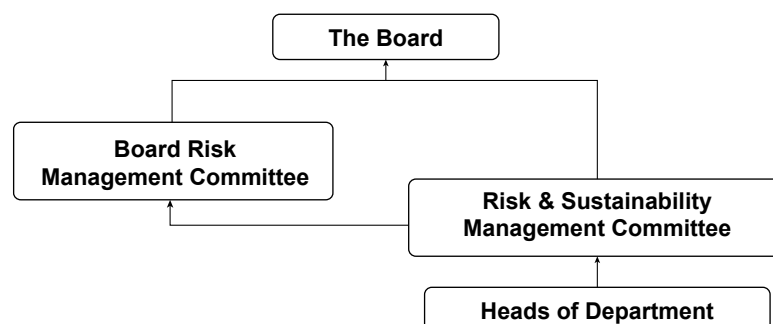 The Board
Board Risk
Management Committee
Risk & Sustainability
Management Committee
Heads of Department